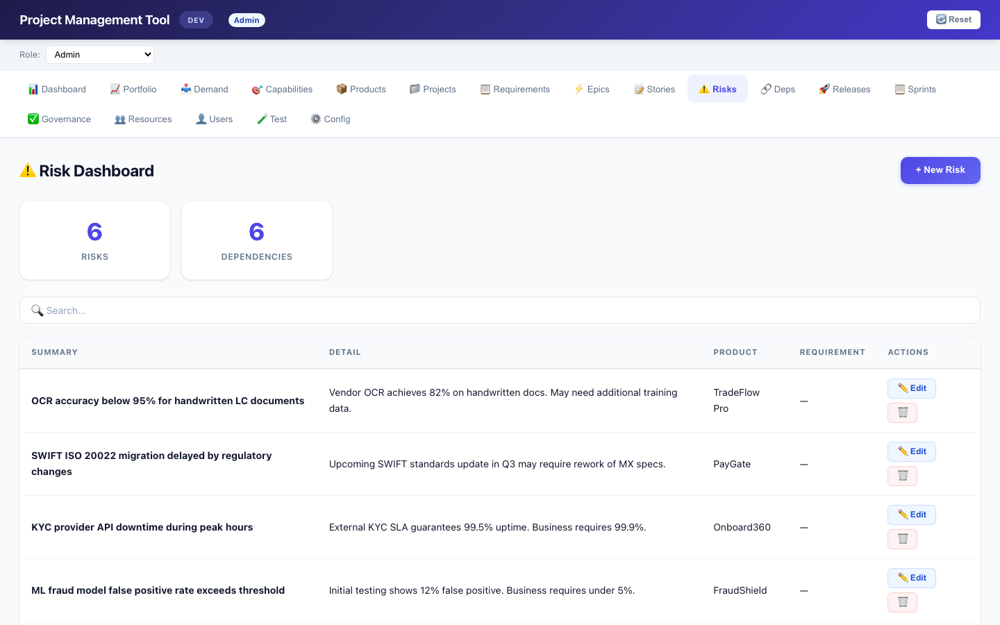 Project Management Tool DEV Admin Reset
Role: Admin
Dashboard Portfolio Demand Capabilities Products Projects Requirements Epics Stories Risks Deps Releases Sprints
Governance Resources Users Test Config
Risk Dashboard + New Risk
6 6
RISKS DEPENDENCIES
Search...
SUMMARY DETAIL PRODUCT REQUIREMENT ACTIONS
OCR accuracy below 95% for handwritten LC documents
Vendor OCR achieves 82% on handwritten docs. May need additional training
data.
TradeFlow
Pro
—
Edit
SWIFT ISO 20022 migration delayed by regulatory
changes
Upcoming SWIFT standards update in Q3 may require rework of MX specs.
PayGate
—
Edit
KYC provider API downtime during peak hours
External KYC SLA guarantees 99.5% uptime. Business requires 99.9%.
Onboard360
—
Edit
ML fraud model false positive rate exceeds threshold
Initial testing shows 12% false positive. Business requires under 5%.
FraudShield
—
Edit